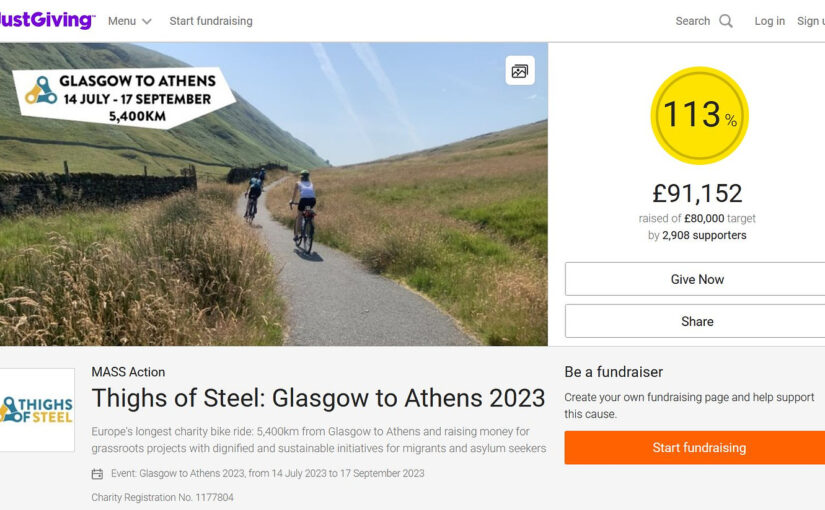 JustGiving™
Menu
Start fundraising
Search
Log in
Sign u
GLASGOW TO ATHENS
14 JULY - 17 SEPTEMBER
5,400KM
113 %
£91,152
raised of £80,000 target
by 2,908 supporters
Give Now
Share
THIGHS
OF STEEL
MASS Action
Thighs of Steel: Glasgow to Athens 2023
Europe's longest charity bike ride: 5,400km from Glasgow to Athens and raising money for
grassroots projects with dignified and sustainable initiatives for migrants and asylum seekers
Event: Glasgow to Athens 2023, from 14 July 2023 to 17 September 2023
Charity Registration No. 1177804
Be a fundraiser
Create your own fundraising page and help support
this cause.
Start fundraising